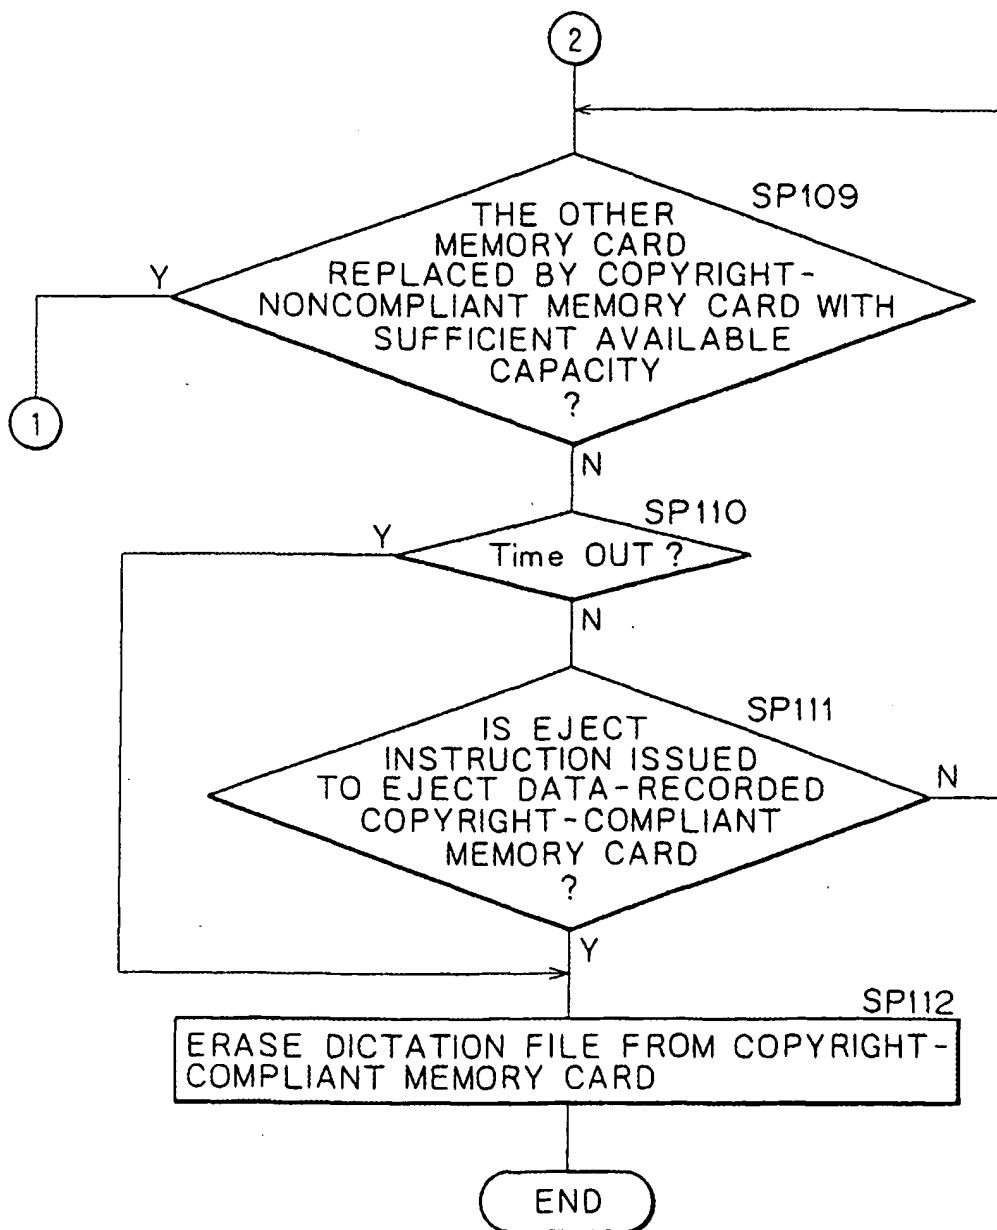 2
SP109
THE OTHER
MEMORY CARD
REPLACED BY COPYRIGHT-
NONCOMPLIANT MEMORY CARD WITH
SUFFICIENT AVAILABLE
CAPACITY
?
Y
1
N
SP110
Y
Time OUT ?
N
SP111
IS EJECT
INSTRUCTION ISSUED
TO EJECT DATA-RECORDED
COPYRIGHT-COMPLIANT
MEMORY CARD
?
N
Y
SP112
ERASE DICTATION FILE FROM COPYRIGHT-
COMPLIANT MEMORY CARD
END